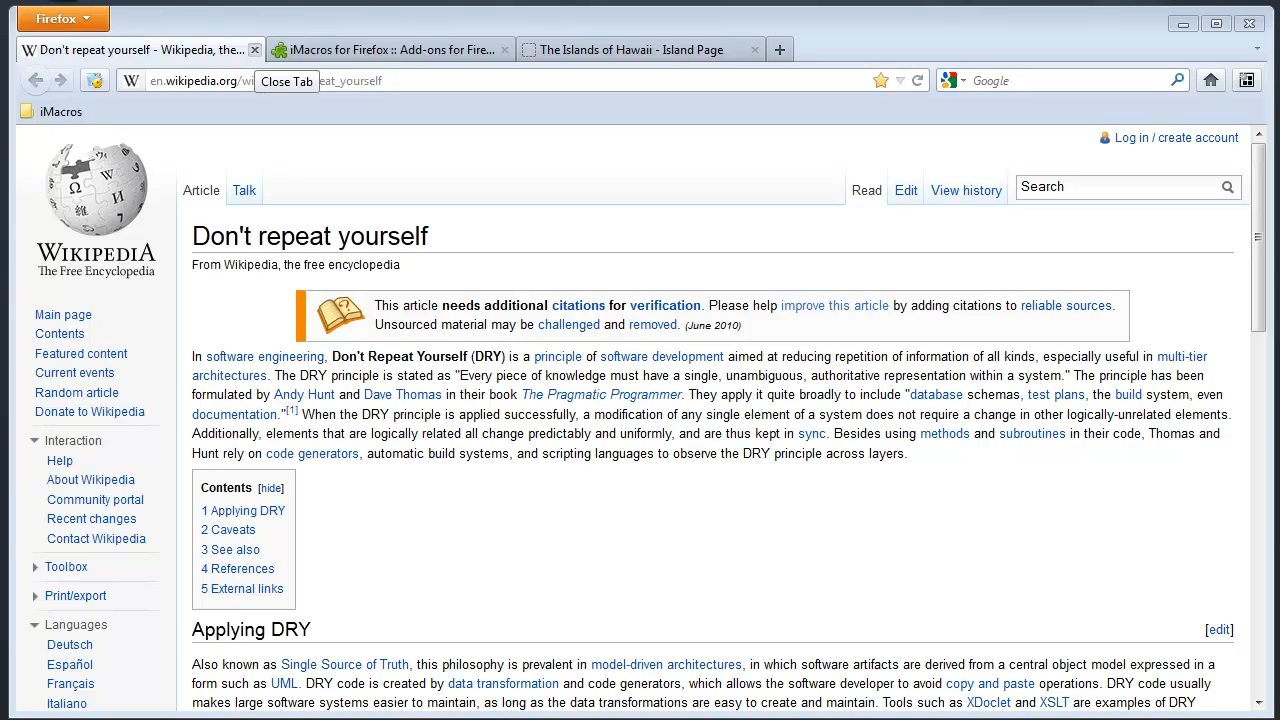 Firefox
Don't repeat yourself - Wikipedia, the...
iMacros for Firefox :: Add-ons for Fire...
The Islands of Hawaii - Island Page
en.wikipedia.org/wi
Close Tab
eat_yourself
Google
iMacros
Log in / create account
Article
Talk
Read
Edit
View history
Search
WIKIPEDIA
The Free Encyclopedia
Don't repeat yourself
From Wikipedia, the free encyclopedia
This article needs additional citations for verification. Please help improve this article by adding citations to reliable sources.
Unsourced material may be challenged and removed. (June 2010)
Main page
Contents
Featured content
Current events
Random article
Donate to Wikipedia
Interaction
Help
About Wikipedia
Community portal
Recent changes
Contact Wikipedia
Toolbox
Print/export
Languages
Deutsch
Español
Français
Italiano
In software engineering, Don't Repeat Yourself (DRY) is a principle of software development aimed at reducing repetition of information of all kinds, especially useful in multi-tier
architectures. The DRY principle is stated as "Every piece of knowledge must have a single, unambiguous, authoritative representation within a system." The principle has been
formulated by Andy Hunt and Dave Thomas in their book The Pragmatic Programmer. They apply it quite broadly to include "database schemas, test plans, the build system, even
documentation."[1] When the DRY principle is applied successfully, a modification of any single element of a system does not require a change in other logically-unrelated elements.
Additionally, elements that are logically related all change predictably and uniformly, and are thus kept in sync. Besides using methods and subroutines in their code, Thomas and
Hunt rely on code generators, automatic build systems, and scripting languages to observe the DRY principle across layers.
Contents [hide]
1 Applying DRY
2 Caveats
3 See also
4 References
5 External links
Applying DRY
[edit]
Also known as Single Source of Truth, this philosophy is prevalent in model-driven architectures, in which software artifacts are derived from a central object model expressed in a
form such as UML. DRY code is created by data transformation and code generators, which allows the software developer to avoid copy and paste operations. DRY code usually
makes large software systems easier to maintain, as long as the data transformations are easy to create and maintain. Tools such as XDoclet and XSLT are examples of DRY